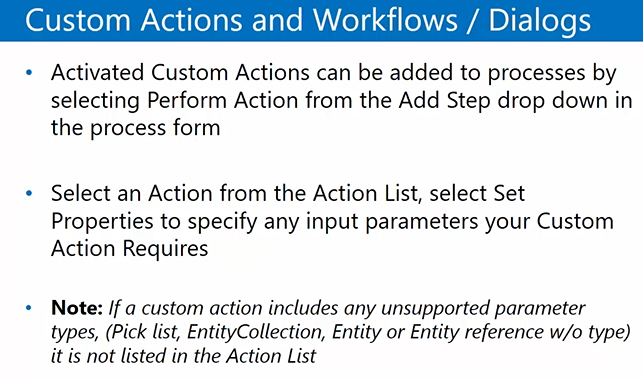 Custom Actions and Workflows / Dialogs
• Activated Custom Actions can be added to processes by
selecting Perform Action from the Add Step drop down in
the process form
• Select an Action from the Action List, select Set
Properties to specify any input parameters your Custom
Action Requires
• Note: If a custom action includes any unsupported parameter
types, (Pick list, EntityCollection, Entity or Entity reference w/o type)
it is not listed in the Action List